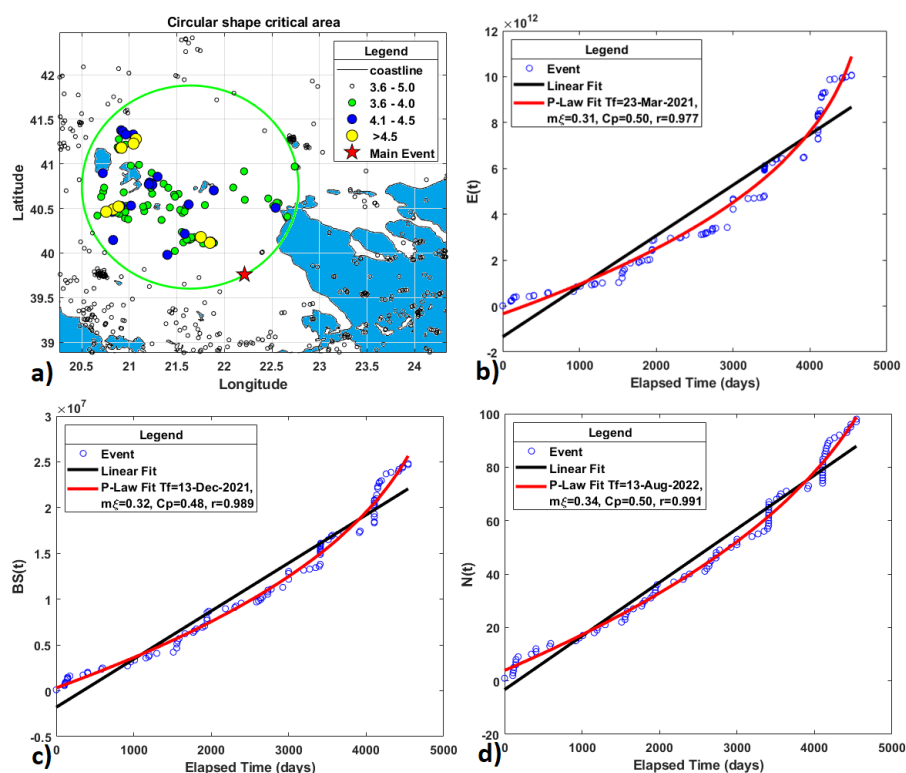 Circular shape critical area
Legend
coastline
3.6 - 5.0
3.6 - 4.0
4.1 - 4.5
>4.5
Main Event
42
41.5
41
40.5
40
39.5
39
Latitude
20.5 21 21.5 22 22.5 23 23.5 24
Longitude
a)
×10^12
Legend
Event
Linear Fit
P-Law Fit Tf=23-Mar-2021,
mξ=0.31, Cp=0.50, r=0.977
12
10
8
6
4
2
0
-2
E(t)
0 1000 2000 3000 4000 5000
Elapsed Time (days)
b)
×10^7
Legend
Event
Linear Fit
P-Law Fit Tf=13-Dec-2021,
mξ=0.32, Cp=0.48, r=0.989
3
2.5
2
1.5
1
0.5
0
-0.5
BS(t)
0 1000 2000 3000 4000 5000
Elapsed Time (days)
c)
Legend
Event
Linear Fit
P-Law Fit Tf=13-Aug-2022,
mξ=0.34, Cp=0.50, r=0.991
100
80
60
40
20
0
-20
N(t)
0 1000 2000 3000 4000 5000
Elapsed Time (days)
d)